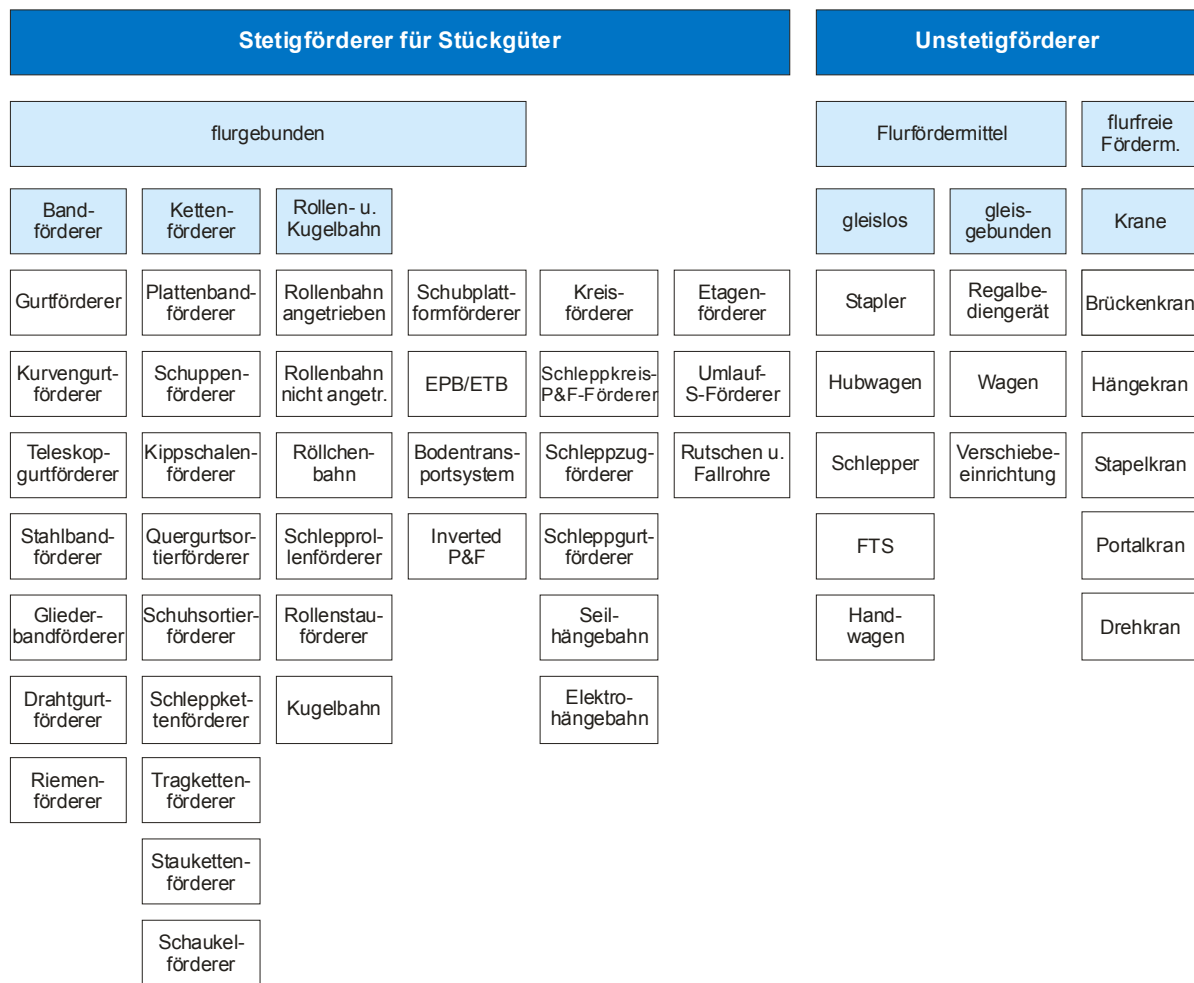 Stetigförderer für Stückgüter
Unstetigförderer
flurgebunden
Flurfördermittel
flurfreie
Förderm.
Band-
förderer
Ketten-
förderer
Rollen- u.
Kugelbahn
gleislos
gleis-
gebunden
Krane
Gurtförderer
Plattenband-
förderer
Rollenbahn
angetrieben
Schubplatt-
formförderer
Kreis-
förderer
Etagen-
förderer
Stapler
Regalbe-
diengerät
Brückenkran
Kurvengurt-
förderer
Schuppen-
förderer
Rollenbahn
nicht angetr.
EPB/ETB
Schleppkreis-
P&F-Förderer
Umlauf-
S-Förderer
Hubwagen
Wagen
Hängekran
Teleskop-
gurtförderer
Kippschalen-
förderer
Röllchen-
bahn
Bodentrans-
portsystem
Schleppzug-
förderer
Rutschen u.
Fallrohre
Schlepper
Verschiebe-
einrichtung
Stapelkran
Stahlband-
förderer
Quergurtsor-
tierförderer
Schlepprol-
lenförderer
Inverted
P&F
Schleppgurt-
förderer
FTS
Portalkran
Glieder-
bandförderer
Schuhsortier-
förderer
Rollenstau-
förderer
Seil-
hängebahn
Hand-
wagen
Drehkran
Drahtgurt-
förderer
Schleppket-
tenförderer
Kugelbahn
Elektro-
hängebahn
Riemen-
förderer
Tragketten-
förderer
Stauketten-
förderer
Schaukel-
förderer